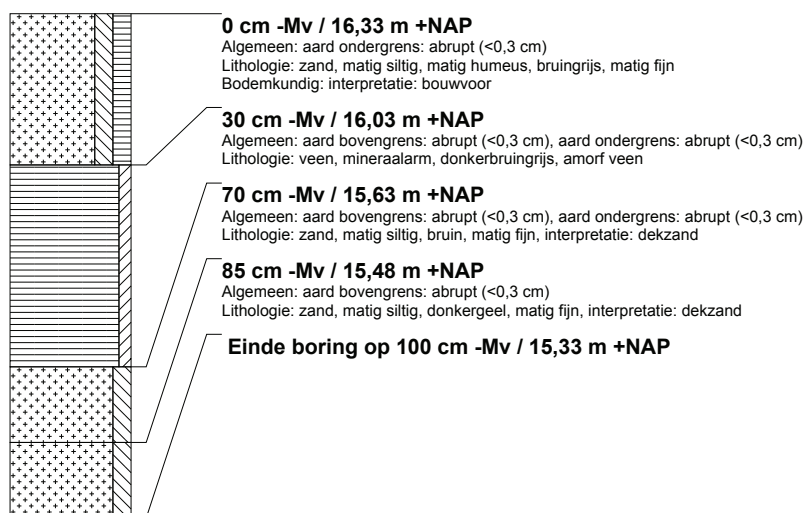 0 cm -Mv / 16,33 m +NAP
Algemeen: aard ondergrens: abrupt (<0,3 cm)
Lithologie: zand, matig siltig, matig humeus, bruingrijs, matig fijn
Bodemkundig: interpretatie: bouwvoor
30 cm -Mv / 16,03 m +NAP
Algemeen: aard bovengrens: abrupt (<0,3 cm), aard ondergrens: abrupt (<0,3 cm)
Lithologie: veen, mineraalarm, donkerbruingrijs, amorf veen
70 cm -Mv / 15,63 m +NAP
Algemeen: aard bovengrens: abrupt (<0,3 cm), aard ondergrens: abrupt (<0,3 cm)
Lithologie: zand, matig siltig, bruin, matig fijn, interpretatie: dekzand
85 cm -Mv / 15,48 m +NAP
Algemeen: aard bovengrens: abrupt (<0,3 cm)
Lithologie: zand, matig siltig, donkergeel, matig fijn, interpretatie: dekzand
Einde boring op 100 cm -Mv / 15,33 m +NAP